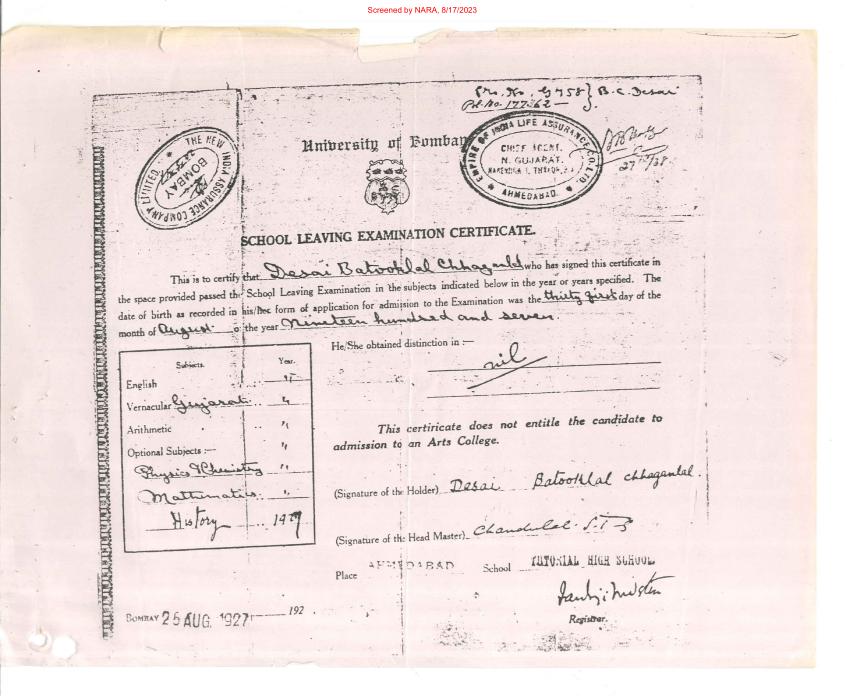 Screened by NARA, 8/17/2023
Pro. No. G 758 } B. C. Desai
Pol. No. 177362 —
THE NEW INDIA ASSURANCE COMPANY LIMITED.
BOMBAY
University of Bombay
EMPIRE OF INDIA LIFE ASSURANCE CO. LTD.
CHIEF AGENT.
N. GUJARAT.
AHMEDABAD.
SCHOOL LEAVING EXAMINATION CERTIFICATE.
This is to certify that Desai Batooklal Chhaganlal who has signed this certificate in
the space provided passed the School Leaving Examination in the subjects indicated below in the year or years specified. The
date of birth as recorded in his/her form of application for admission to the Examination was the thirty first day of the
month of August of the year Nineteen hundred and seven.
He/She obtained distinction in :—
nil
Subjects. Year.
English "
Vernacular Gujarati "
Arithmetic "
Optional Subjects :— "
Physics & Chemistry "
Mathematics "
History 1927
This certificate does not entitle the candidate to
admission to an Arts College.
(Signature of the Holder) Desai Batooklal Chhaganlal.
(Signature of the Head Master) Chandulal
Place AHMEDABAD School TUTORIAL HIGH SCHOOL
BOMBAY 25 AUG. 1927 192 .
Registrar.